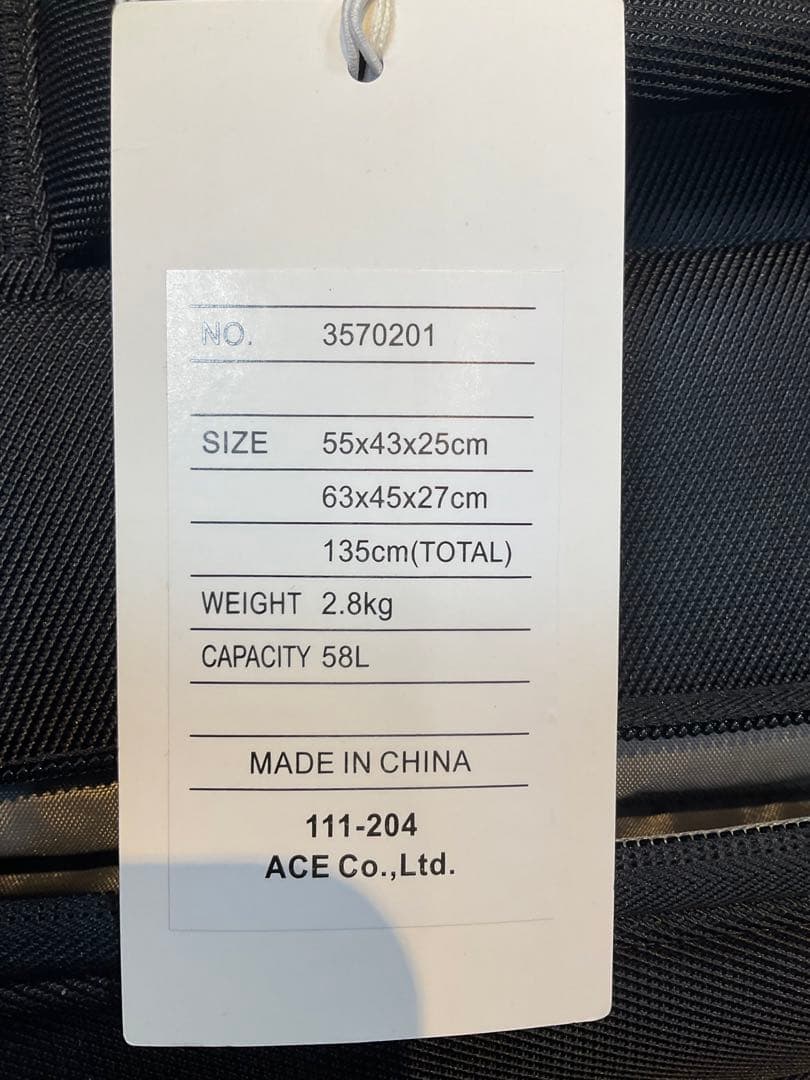 NO. 3570201
SIZE 55x43x25cm
63x45x27cm
135cm(TOTAL)
WEIGHT 2.8kg
CAPACITY 58L
MADE IN CHINA
111-204
ACE Co.,Ltd.